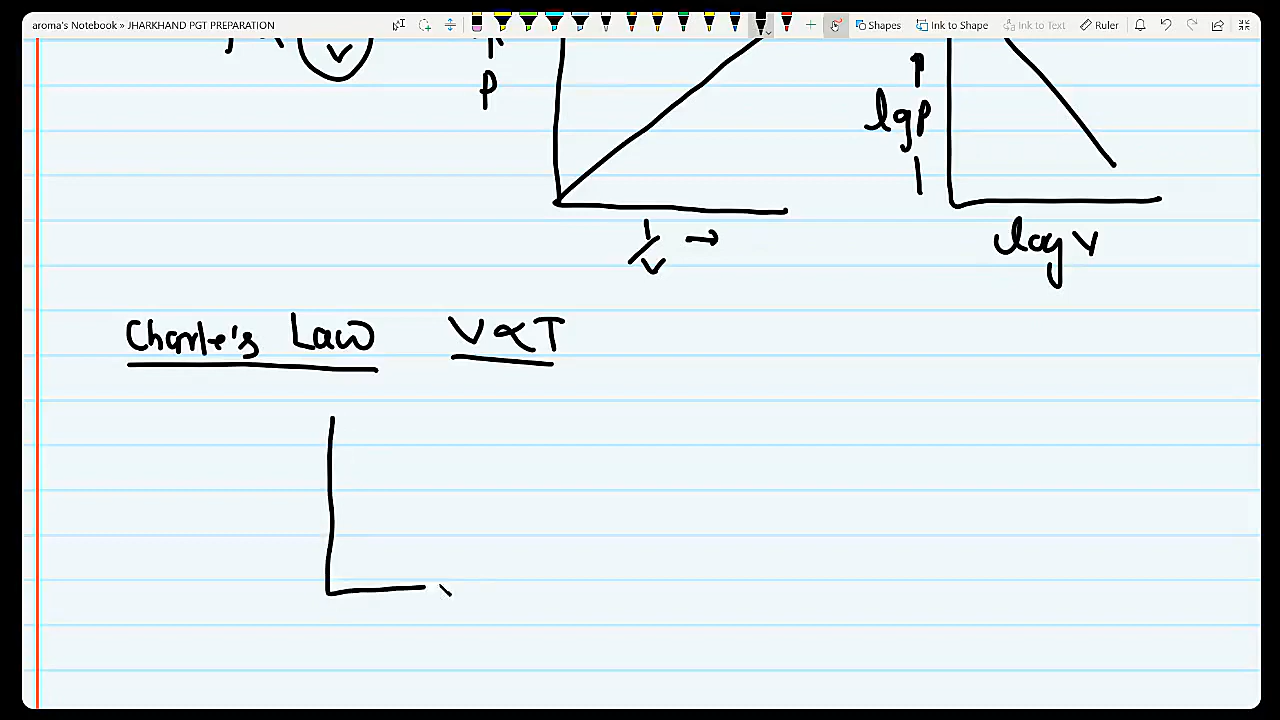 aroma's Notebook » JHARKHAND PGT PREPARATION
Shapes Ink to Shape Ink to Text Ruler
V
P
1/V →
log P
log V
Charle's Law V∝T